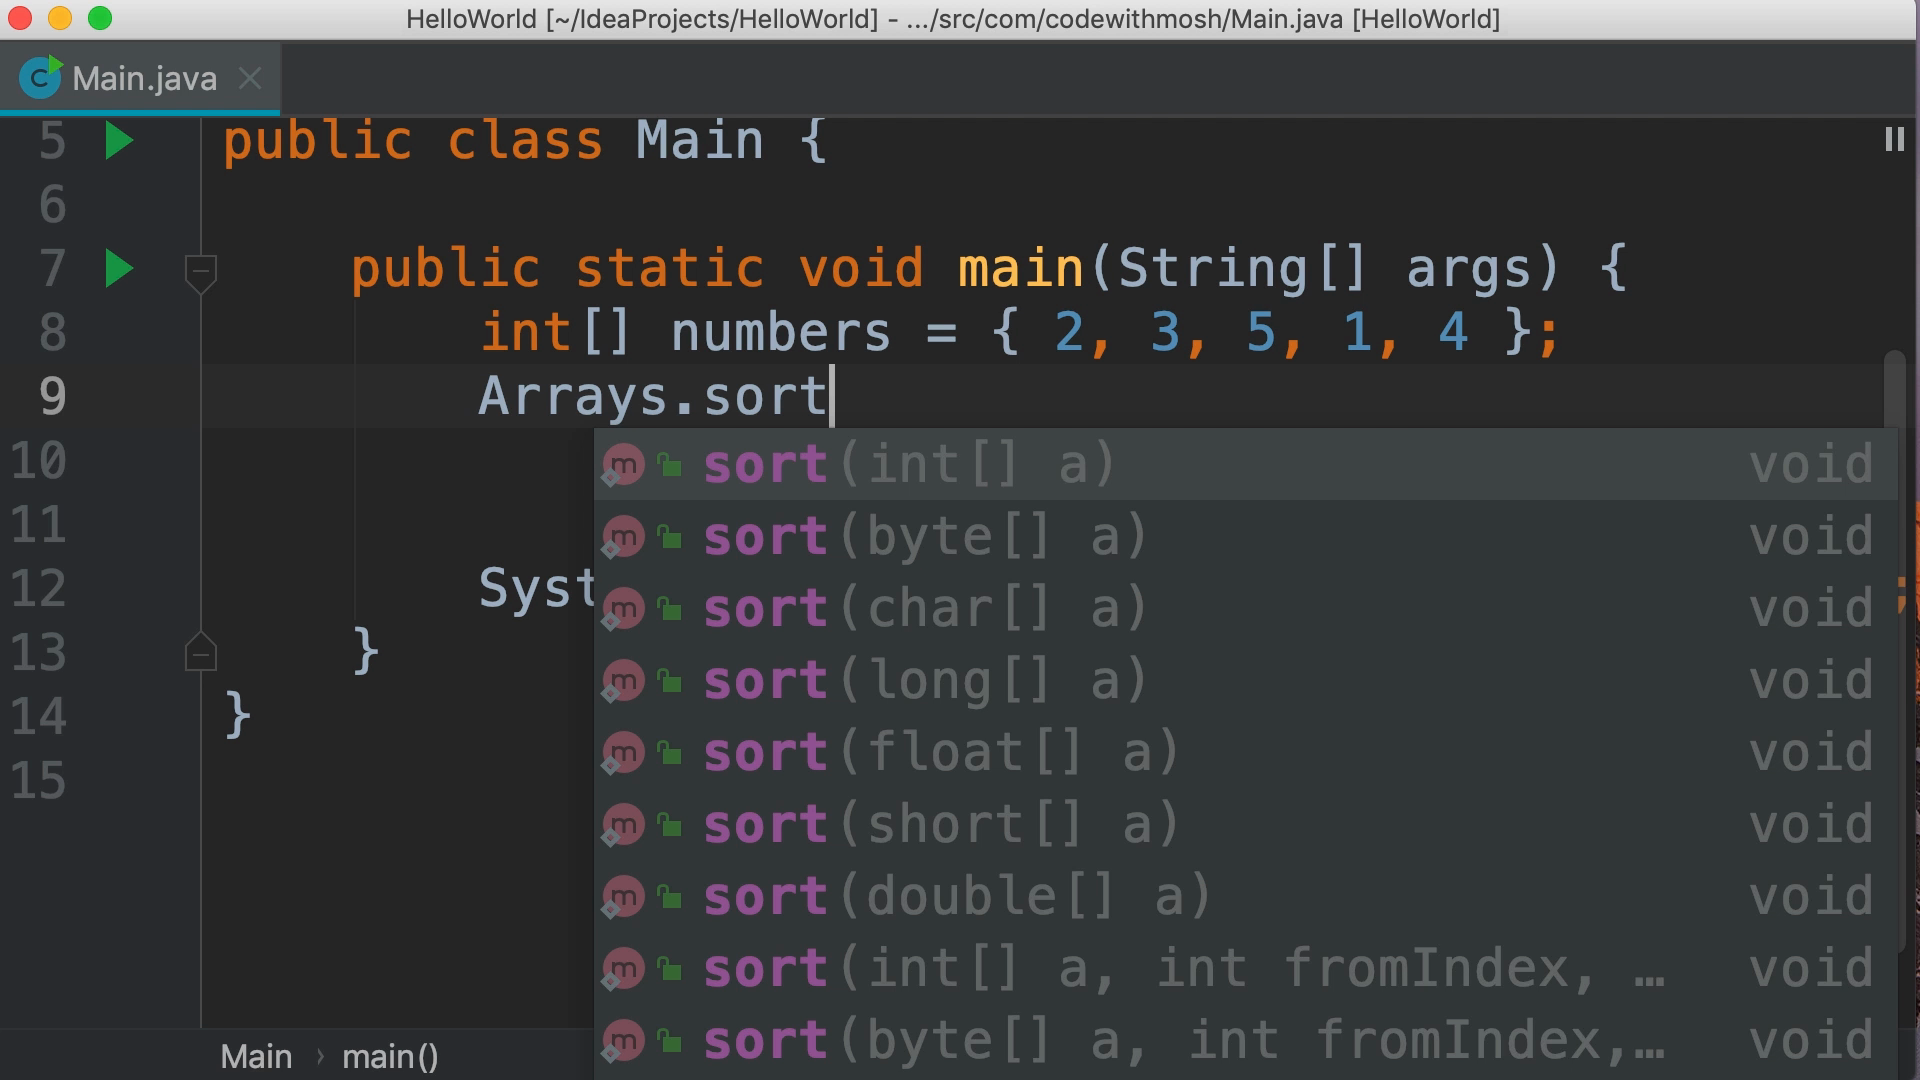 HelloWorld [~/IdeaProjects/HelloWorld] - .../src/com/codewithmosh/Main.java [HelloWorld]
C Main.java
5 public class Main {
6
7 public static void main(String[] args) {
8 int[] numbers = { 2, 3, 5, 1, 4 };
9 Arrays.sort
10 m sort(int[] a) void
11 m sort(byte[] a) void
12 Syst m sort(char[] a) void
13 } m sort(long[] a) void
14 } m sort(float[] a) void
15 m sort(short[] a) void
m sort(double[] a) void
m sort(int[] a, int fromIndex, … void
m sort(byte[] a, int fromIndex,… void
Main › main()